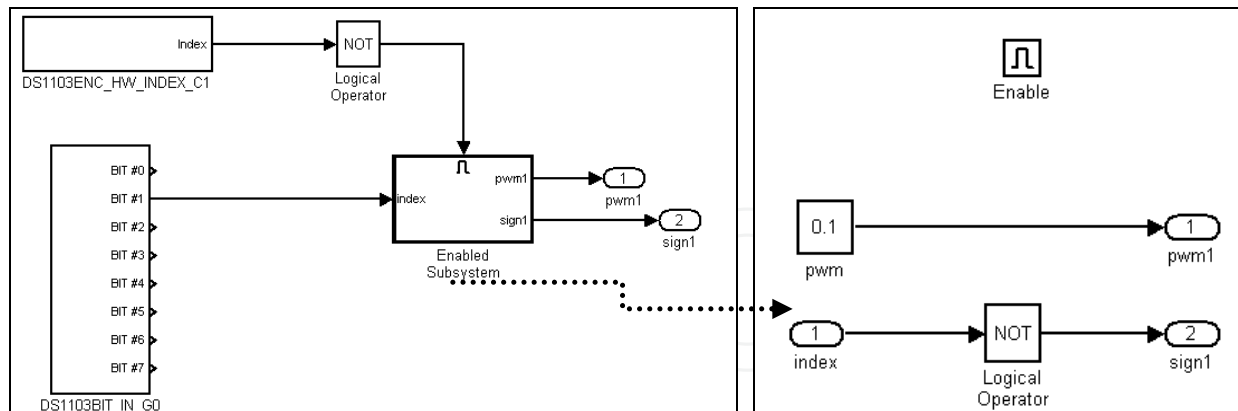 Index
DS1103ENC_HW_INDEX_C1
NOT
Logical
Operator
BIT #0
BIT #1
BIT #2
BIT #3
BIT #4
BIT #5
BIT #6
BIT #7
DS1103BIT_IN_G0
index
pwm1
sign1
Enabled
Subsystem
1
pwm1
2
sign1
Enable
0.1
pwm
1
pwm1
1
index
NOT
Logical
Operator
2
sign1